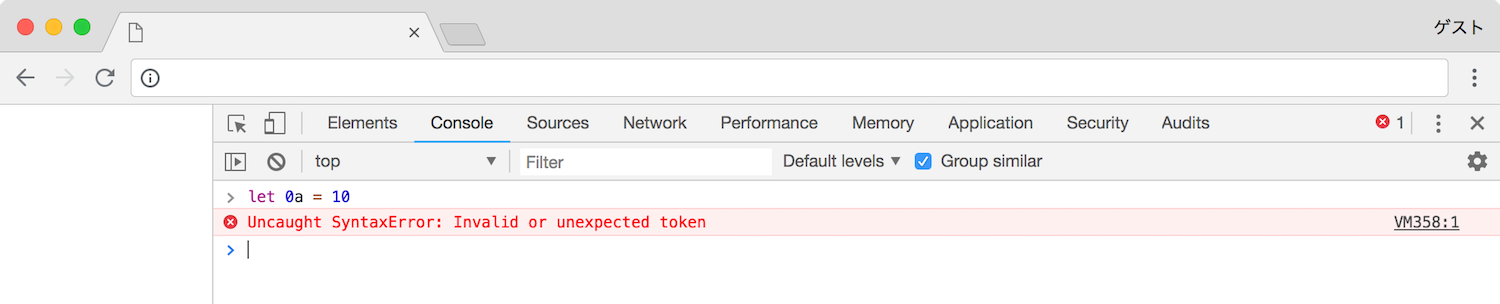 ゲスト
Elements Console Sources Network Performance Memory Application Security Audits 1
top Filter Default levels Group similar
let 0a = 10
Uncaught SyntaxError: Invalid or unexpected token VM358:1